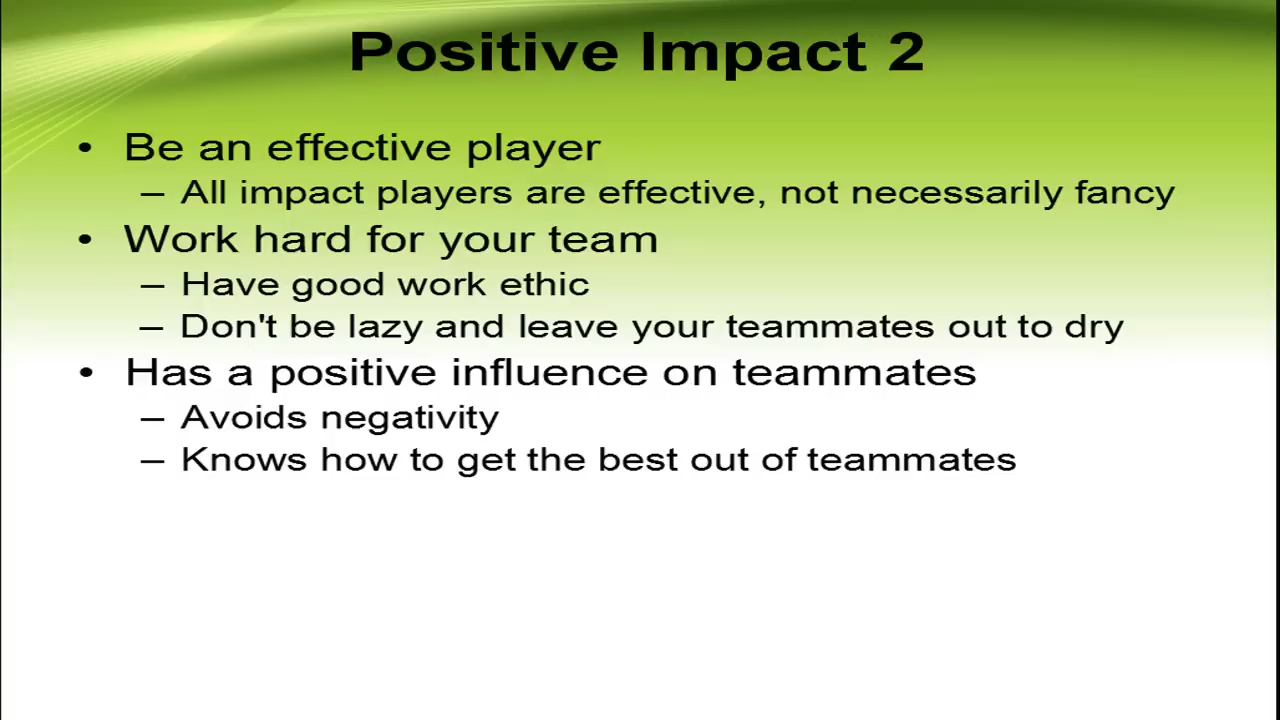 Positive Impact 2
• Be an effective player
– All impact players are effective, not necessarily fancy
• Work hard for your team
– Have good work ethic
– Don't be lazy and leave your teammates out to dry
• Has a positive influence on teammates
– Avoids negativity
– Knows how to get the best out of teammates